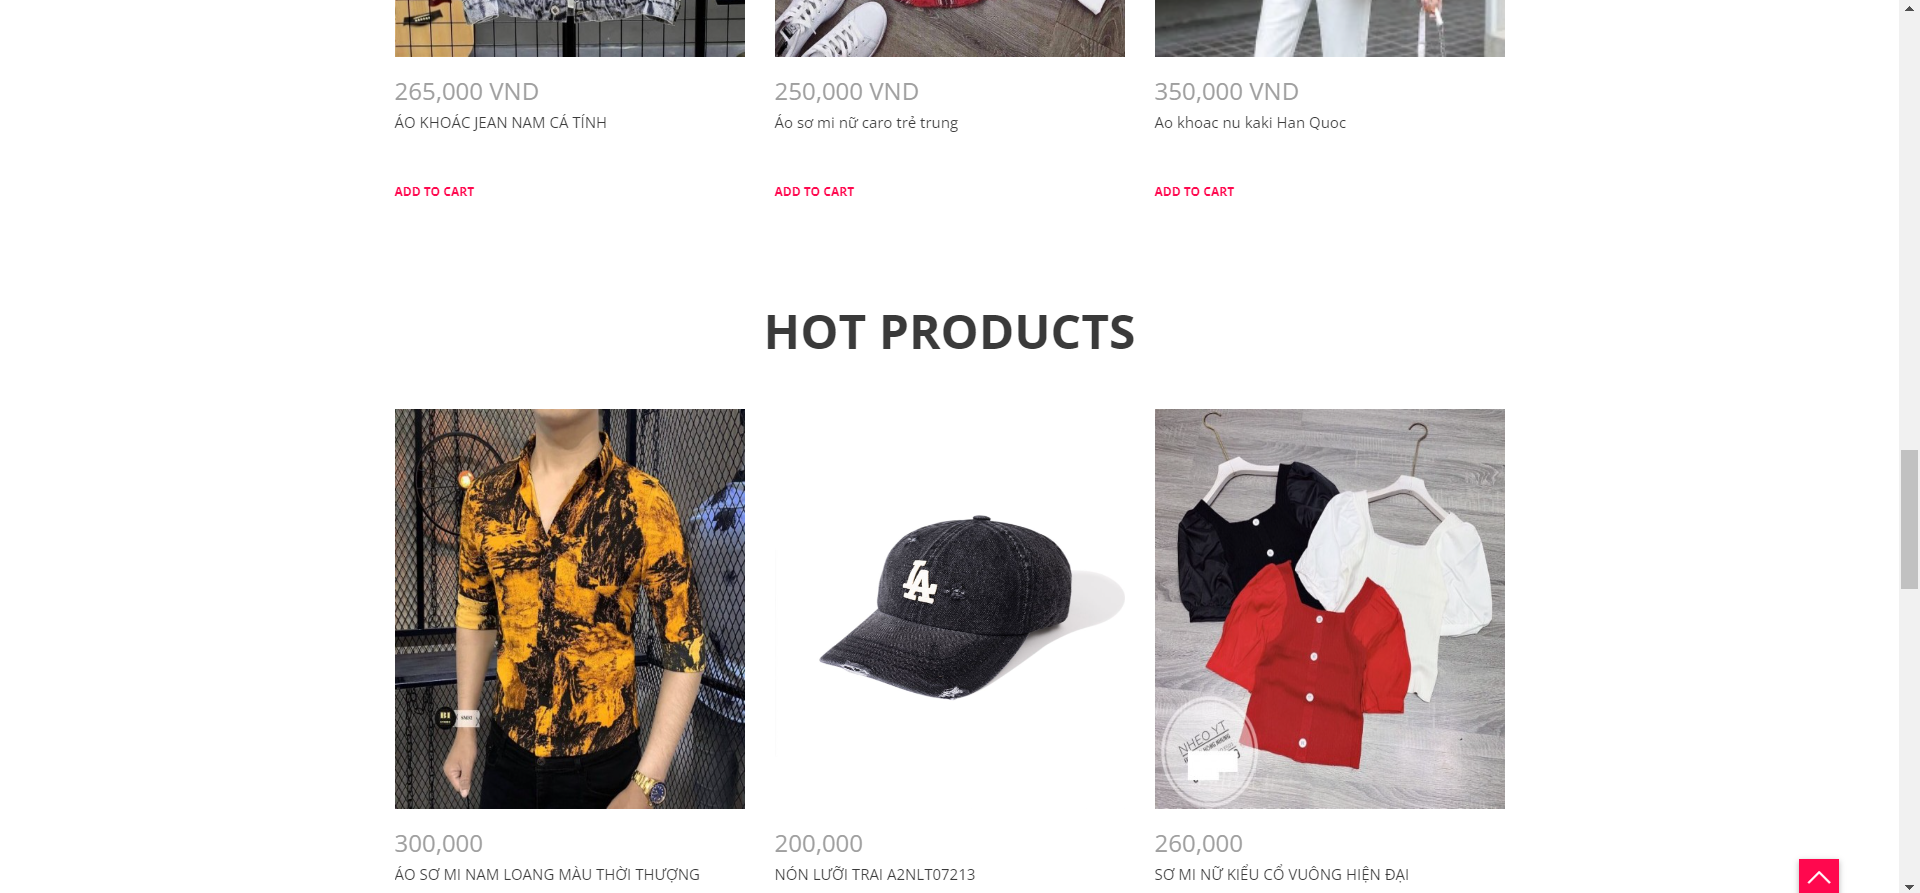 265,000 VND
250,000 VND
350,000 VND
ÁO KHOÁC JEAN NAM CÁ TÍNH
Áo sơ mi nữ caro trẻ trung
Ao khoac nu kaki Han Quoc
ADD TO CART
ADD TO CART
ADD TO CART
HOT PRODUCTS
LA
NHEO YT
300,000
200,000
260,000
ÁO SƠ MI NAM LOANG MÀU THỜI THƯỢNG
NÓN LƯỠI TRAI A2NLT07213
SƠ MI NỮ KIỂU CỔ VUÔNG HIỆN ĐẠI